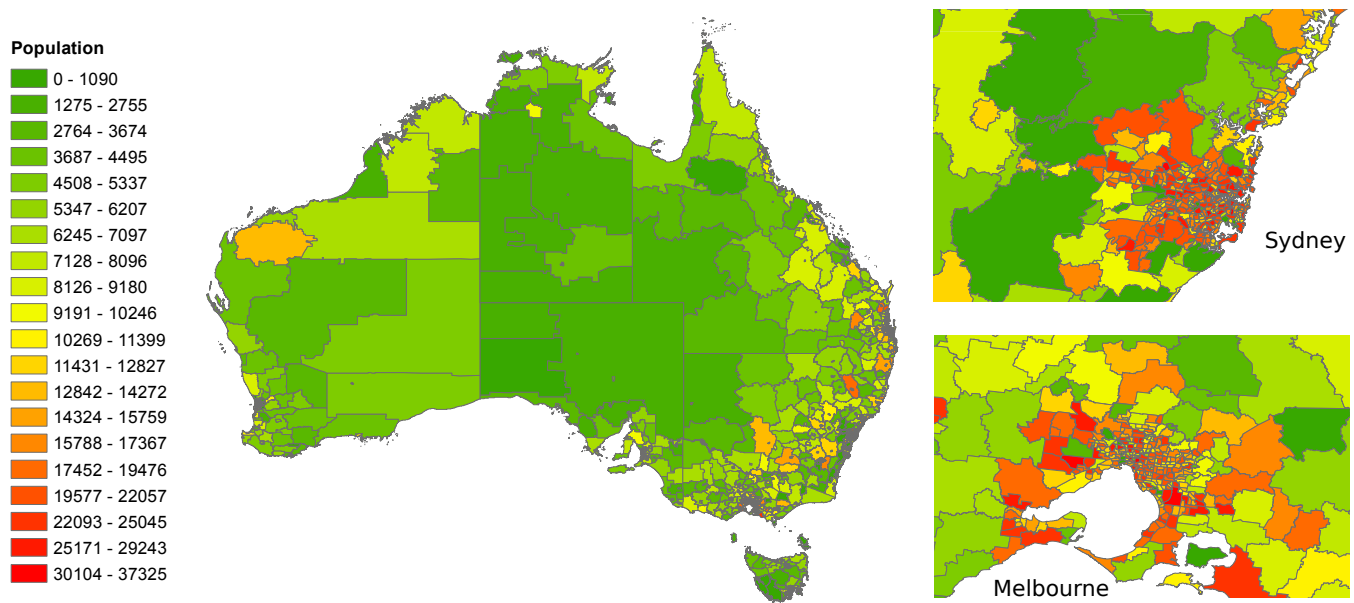 Population
0 - 1090
1275 - 2755
2764 - 3674
3687 - 4495
4508 - 5337
5347 - 6207
6245 - 7097
7128 - 8096
8126 - 9180
9191 - 10246
10269 - 11399
11431 - 12827
12842 - 14272
14324 - 15759
15788 - 17367
17452 - 19476
19577 - 22057
22093 - 25045
25171 - 29243
30104 - 37325
Sydney
Melbourne